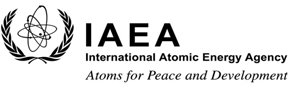 IAEA
International Atomic Energy Agency
Atoms for Peace and Development